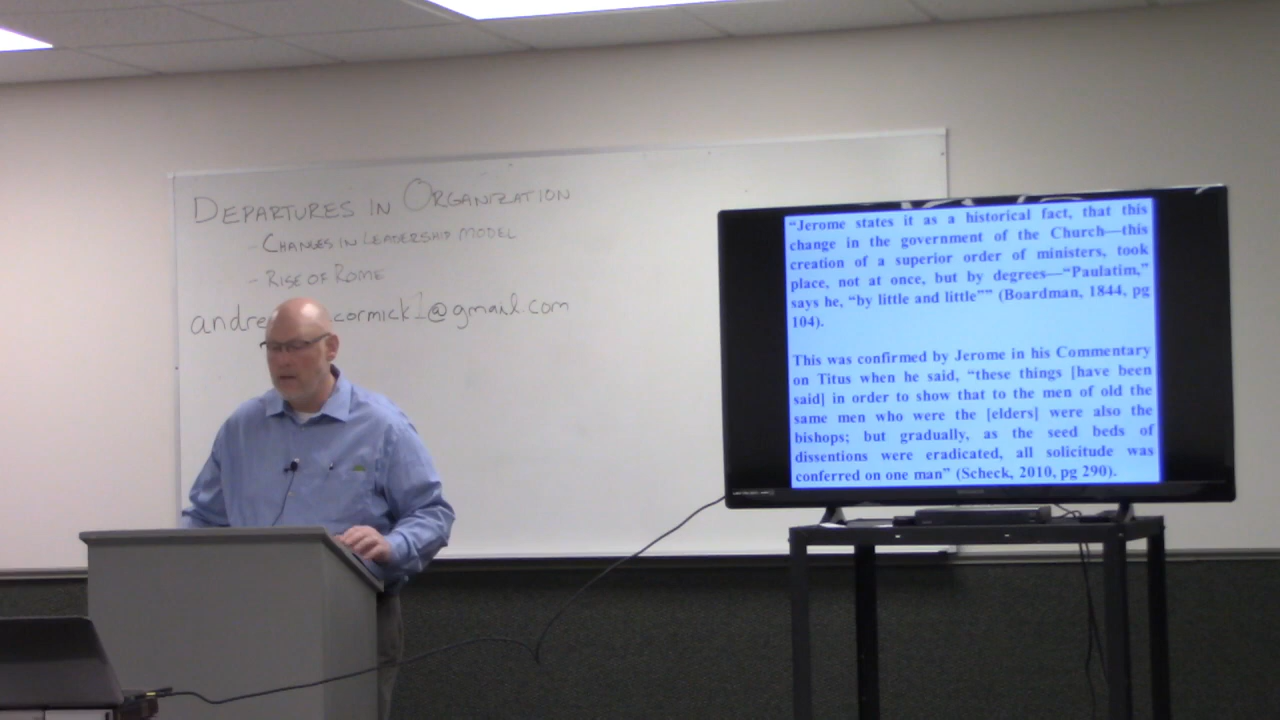 DEPARTURES IN ORGANIZATION
- CHANGES IN LEADERSHIP MODEL
- RISE OF ROME
andre cormick1@gmail.com
“Jerome states it as a historical fact, that this
change in the government of the Church—this
creation of a superior order of ministers, took
place, not at once, but by degrees—“Paulatim,”
says he, “by little and little”” (Boardman, 1844, pg
104).
This was confirmed by Jerome in his Commentary
on Titus when he said, “these things [have been
said] in order to show that to the men of old the
same men who were the [elders] were also the
bishops; but gradually, as the seed beds of
dissentions were eradicated, all solicitude was
conferred on one man” (Scheck, 2010, pg 290).